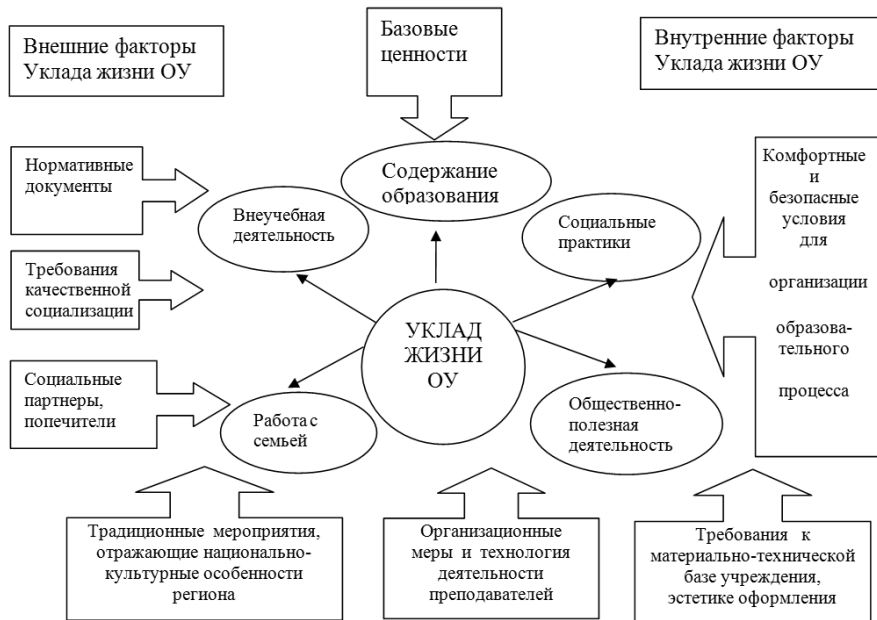 Внешние факторы
Уклада жизни ОУ
Базовые
ценности
Внутренние факторы
Уклада жизни ОУ
Нормативные
документы
Требования
качественной
социализации
Социальные
партнеры,
попечители
Внеучебная
деятельность
Содержание
образования
Социальные
практики
УКЛАД
ЖИЗНИ
ОУ
Работа с
семьей
Общественно-
полезная
деятельность
Комфортные
и
безопасные
условия
для
организации
образова-
тельного
процесса
Традиционные мероприятия,
отражающие национально-
культурные особенности
региона
Организационные
меры и технология
деятельности
преподавателей
Требования к
материально-технической
базе учреждения,
эстетике оформления